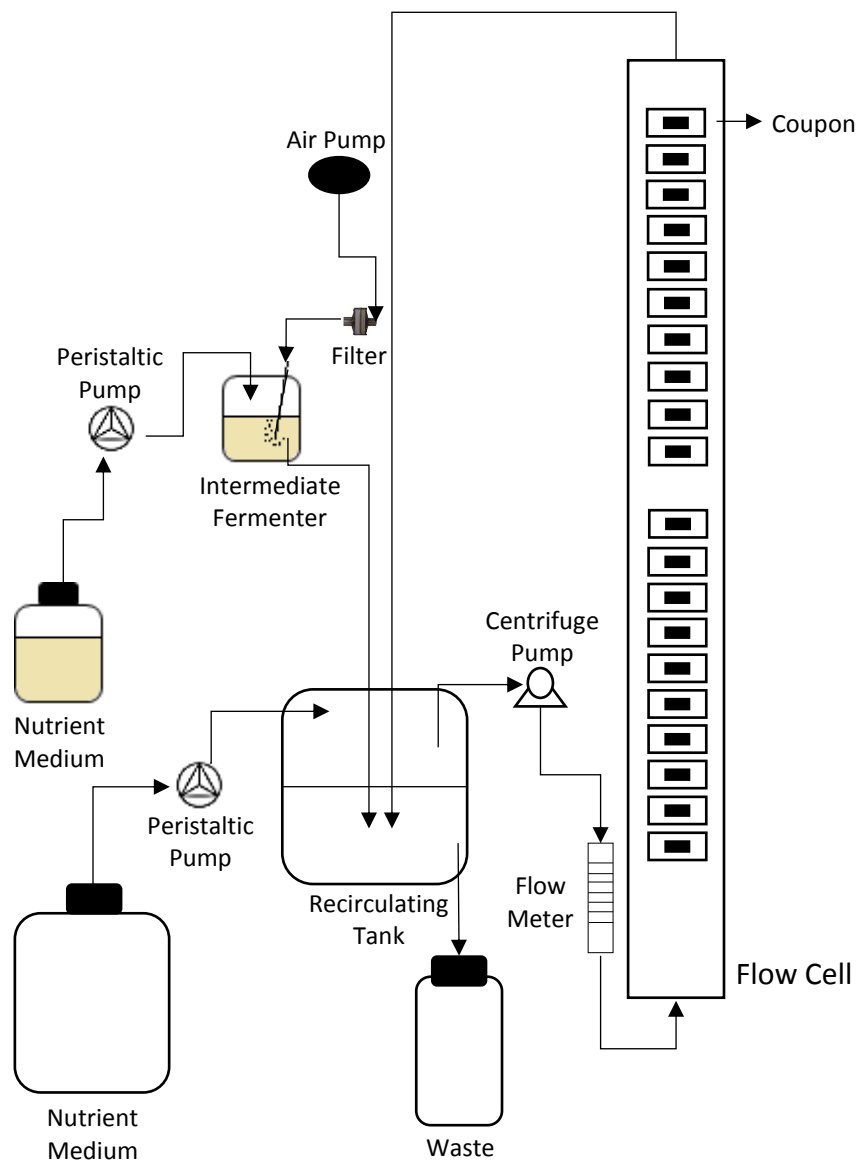 Coupon
Air Pump
Filter
Peristaltic
Pump
Intermediate
Fermenter
Nutrient
Medium
Centrifuge
Pump
Peristaltic
Pump
Recirculating
Tank
Flow
Meter
Flow Cell
Nutrient
Medium
Waste